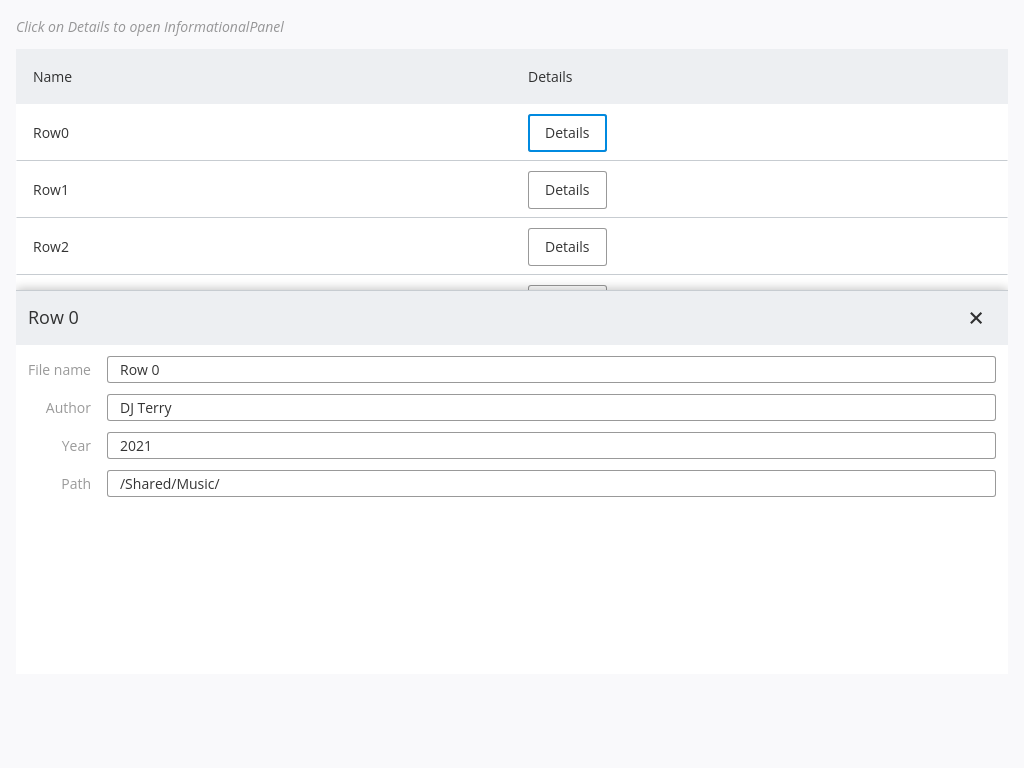 Click on Details to open InformationalPanel
Name Details
Row0 Details
Row1 Details
Row2 Details
Row 0
File name Row 0
Author DJ Terry
Year 2021
Path /Shared/Music/